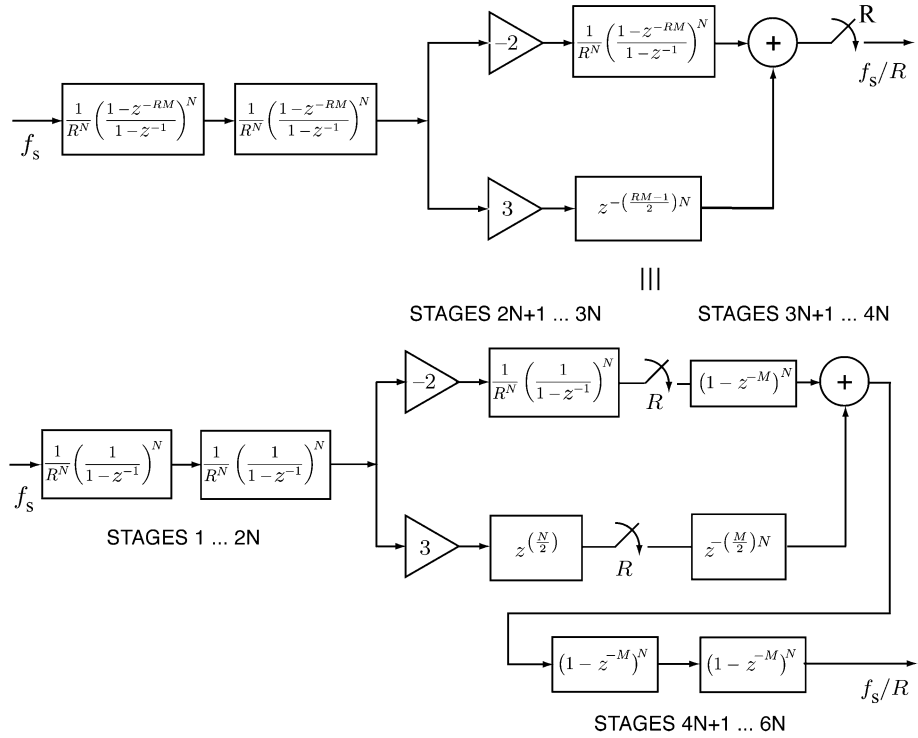 −2
1/R^N ((1−z^−RM)/(1−z^−1))^N
+
R
f_s/R
1/R^N ((1−z^−RM)/(1−z^−1))^N
1/R^N ((1−z^−RM)/(1−z^−1))^N
f_s
3
z^−((RM−1)/2)N
|||
STAGES 2N+1 ... 3N
STAGES 3N+1 ... 4N
−2
1/R^N (1/(1−z^−1))^N
R
(1−z^−M)^N
+
1/R^N (1/(1−z^−1))^N
1/R^N (1/(1−z^−1))^N
f_s
STAGES 1 ... 2N
3
z^(N/2)
R
z^−(M/2)N
(1−z^−M)^N
(1−z^−M)^N
f_s/R
STAGES 4N+1 ... 6N